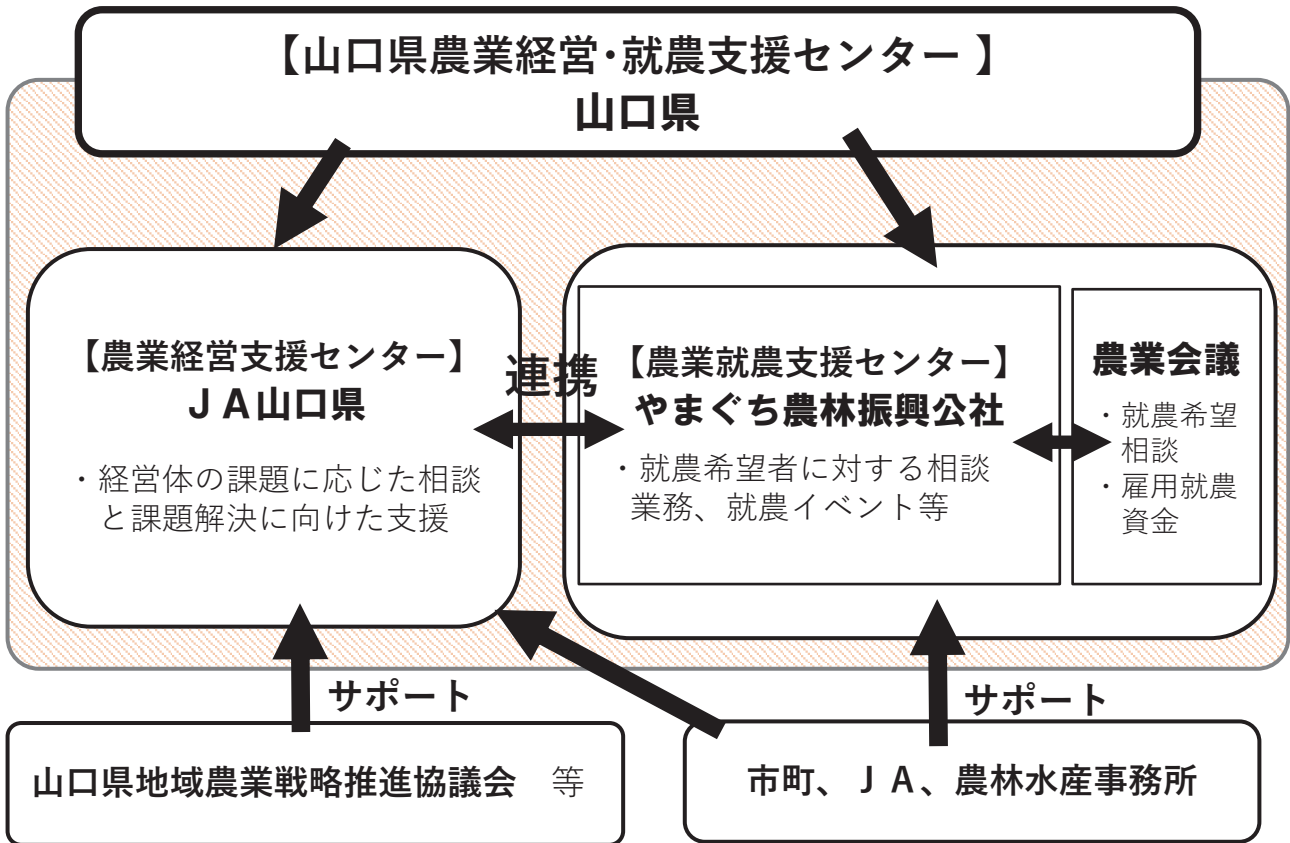 【山口県農業経営・就農支援センター 】
山口県
【農業経営支援センター】
ＪＡ山口県
・経営体の課題に応じた相談
と課題解決に向けた支援
連携
【農業就農支援センター】
やまぐち農林振興公社
・就農希望者に対する相談
業務、就農イベント等
農業会議
・就農希望
相談
・雇用就農
資金
サポート
サポート
山口県地域農業戦略推進協議会　等
市町、ＪＡ、農林水産事務所